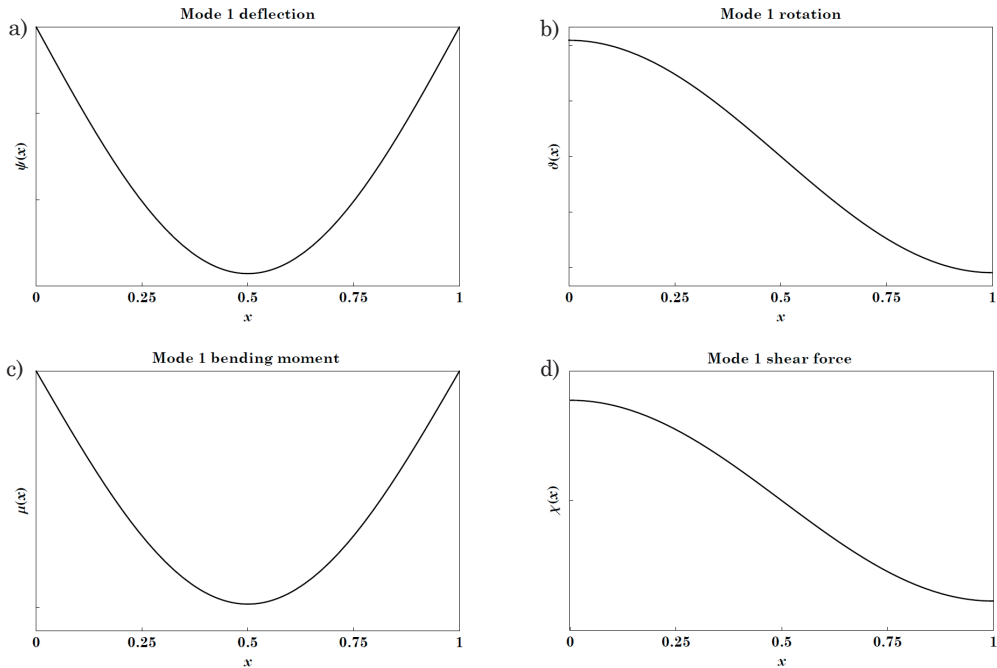 a)
Mode 1 deflection
ψ(x)
0 0.25 0.5 0.75 1
x
b)
Mode 1 rotation
ϑ(x)
0 0.25 0.5 0.75 1
x
c)
Mode 1 bending moment
μ(x)
0 0.25 0.5 0.75 1
x
d)
Mode 1 shear force
χ(x)
0 0.25 0.5 0.75 1
x